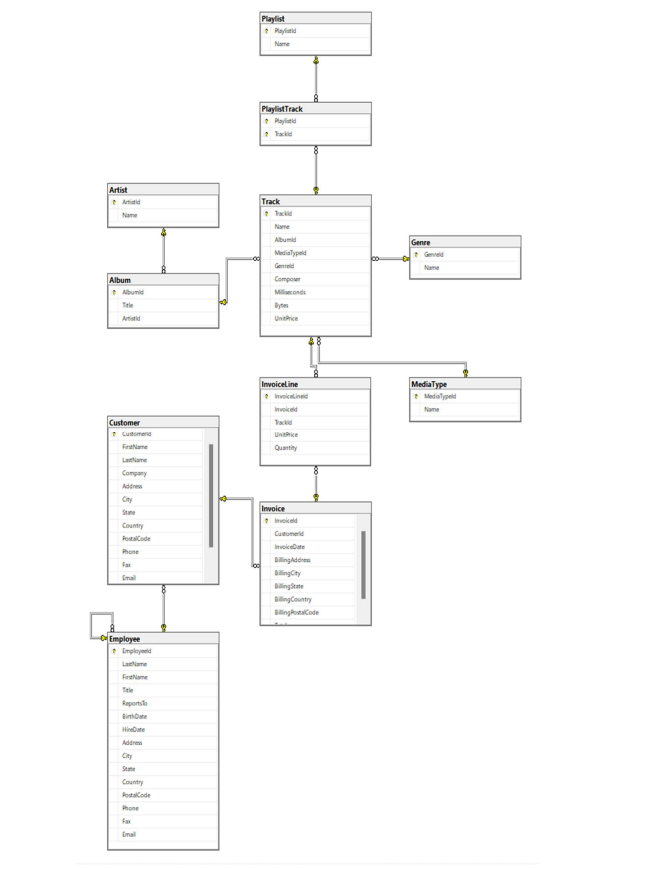 Playlist
PlaylistId
Name
PlaylistTrack
PlaylistId
TrackId
Artist
ArtistId
Name
Track
TrackId
Name
AlbumId
MediaTypeId
GenreId
Composer
Milliseconds
Bytes
UnitPrice
Genre
GenreId
Name
Album
AlbumId
Title
ArtistId
InvoiceLine
InvoiceLineId
InvoiceId
TrackId
UnitPrice
Quantity
MediaType
MediaTypeId
Name
Customer
CustomerId
FirstName
LastName
Company
Address
City
State
Country
PostalCode
Phone
Fax
Email
Invoice
InvoiceId
CustomerId
InvoiceDate
BillingAddress
BillingCity
BillingState
BillingCountry
BillingPostalCode
Employee
EmployeeId
LastName
FirstName
Title
ReportsTo
BirthDate
HireDate
Address
City
State
Country
PostalCode
Phone
Fax
Email